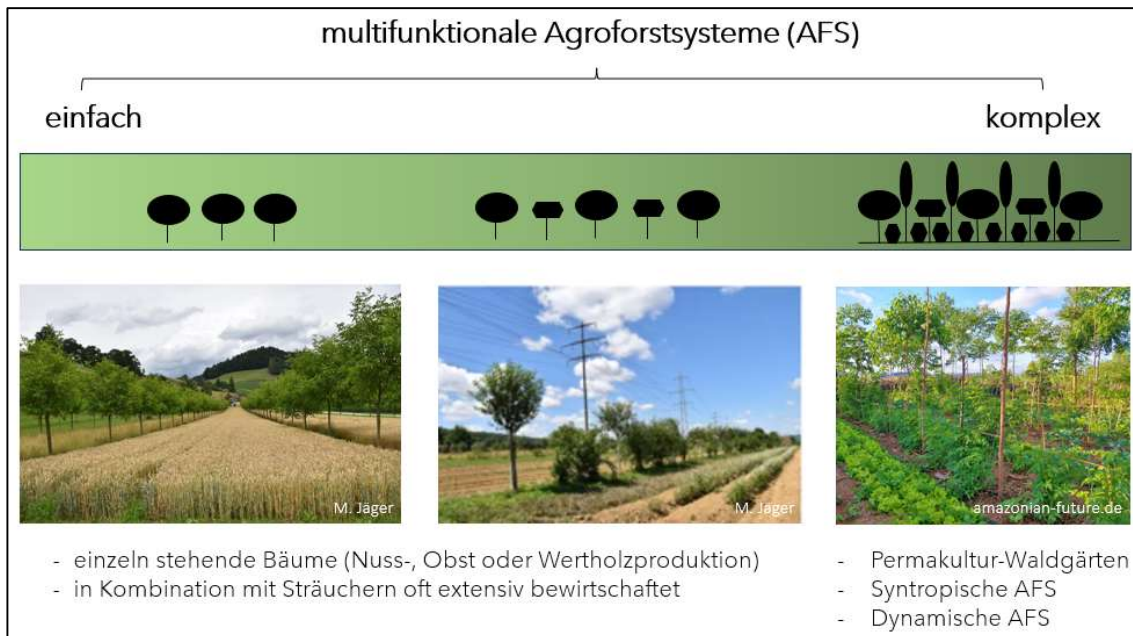 multifunktionale Agroforstsysteme (AFS)
einfach
komplex
M. Jäger
M. Jäger
amazonian-future.de
- einzeln stehende Bäume (Nuss-, Obst oder Wertholzproduktion)
- in Kombination mit Sträuchern oft extensiv bewirtschaftet
- Permakultur-Waldgärten
- Syntropische AFS
- Dynamische AFS